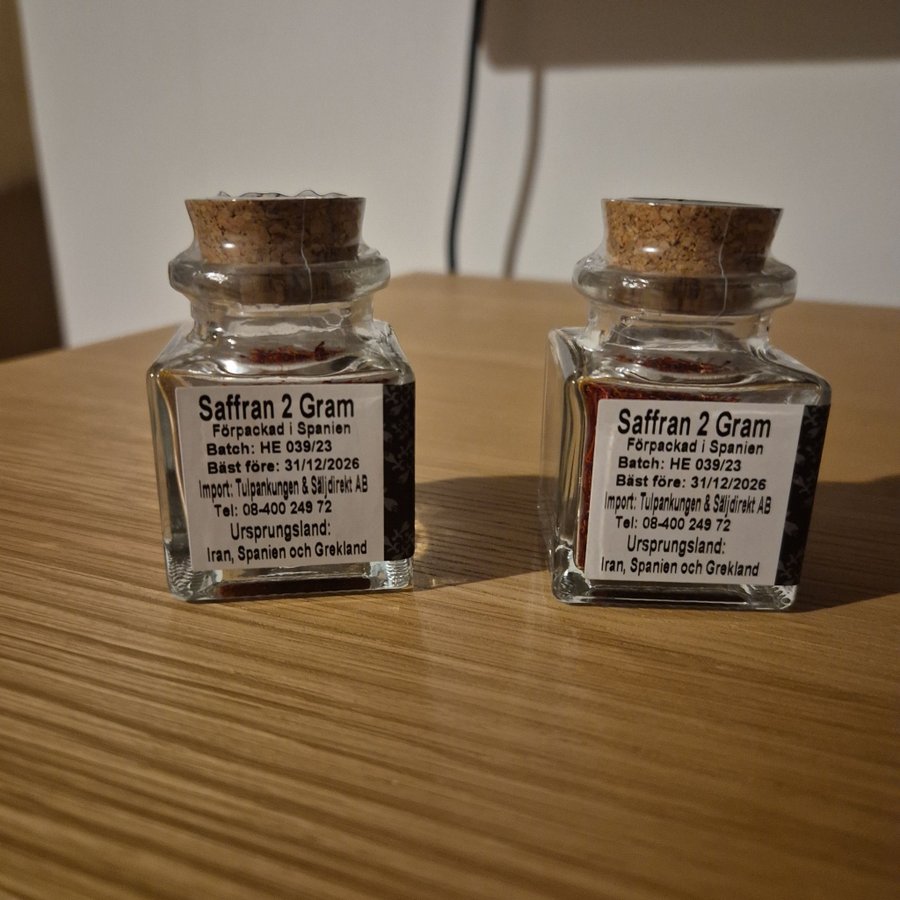 Saffran 2 Gram
Förpackad i Spanien
Batch: HE 039/23
Bäst före: 31/12/2026
Import: Tulpankungen & Säljdirekt AB
Tel: 08-400 249 72
Ursprungsland:
Iran, Spanien och Grekland
Saffran 2 Gram
Förpackad i Spanien
Batch: HE 039/23
Bäst före: 31/12/2026
Import: Tulpankungen & Säljdirekt AB
Tel: 08-400 249 72
Ursprungsland:
Iran, Spanien och Grekland